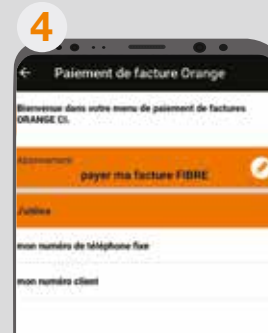 4
Paiement de facture Orange
Bienvenue dans votre menu de paiement de factures
ORANGE CI.
Abonnement
payer ma facture FIBRE
J'utilise
mon numéro de téléphone fixe
mon numéro client